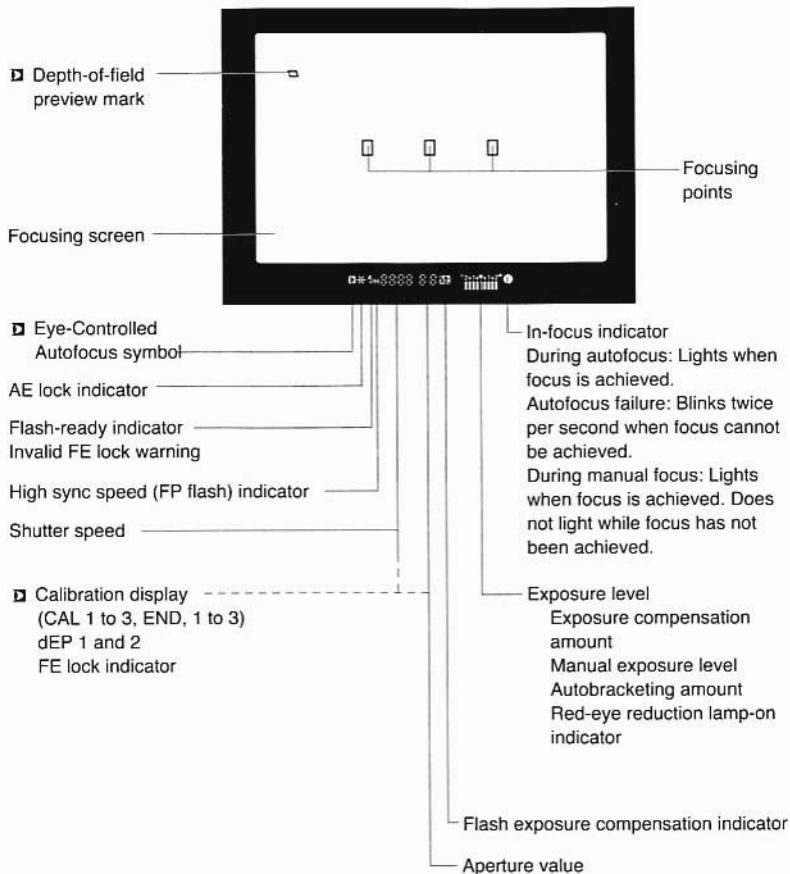 Depth-of-field
preview mark
Focusing
points
Focusing screen
Eye-Controlled
Autofocus symbol
AE lock indicator
Flash-ready indicator
Invalid FE lock warning
High sync speed (FP flash) indicator
Shutter speed
Calibration display
(CAL 1 to 3, END, 1 to 3)
dEP 1 and 2
FE lock indicator
In-focus indicator
During autofocus: Lights when
focus is achieved.
Autofocus failure: Blinks twice
per second when focus cannot
be achieved.
During manual focus: Lights
when focus is achieved. Does
not light while focus has not
been achieved.
Exposure level
Exposure compensation
amount
Manual exposure level
Autobracketing amount
Red-eye reduction lamp-on
indicator
Flash exposure compensation indicator
Aperture value